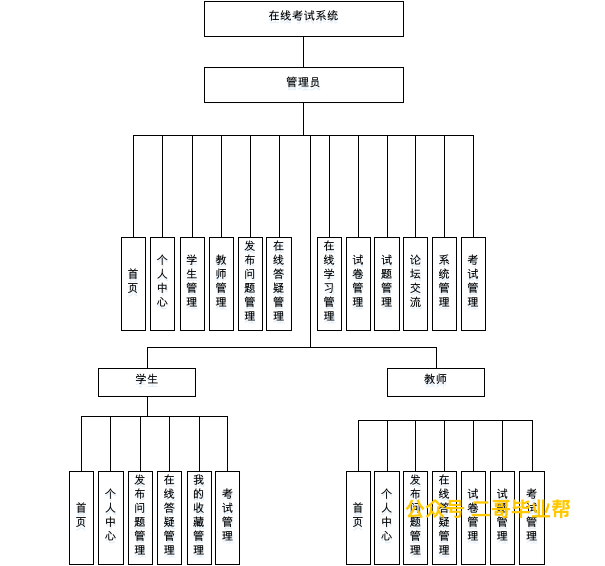 在线考试系统
管理员
首页
个人中心
学生管理
教师管理
发布问题管理
在线答疑管理
在线学习管理
试卷管理
试题管理
论坛交流
系统管理
考试管理
学生
教师
首页
个人中心
发布问题管理
在线答疑管理
我的收藏管理
考试管理
首页
个人中心
发布问题管理
在线答疑管理
试卷管理
试题管理
考试管理
公众号 二哥毕业帮